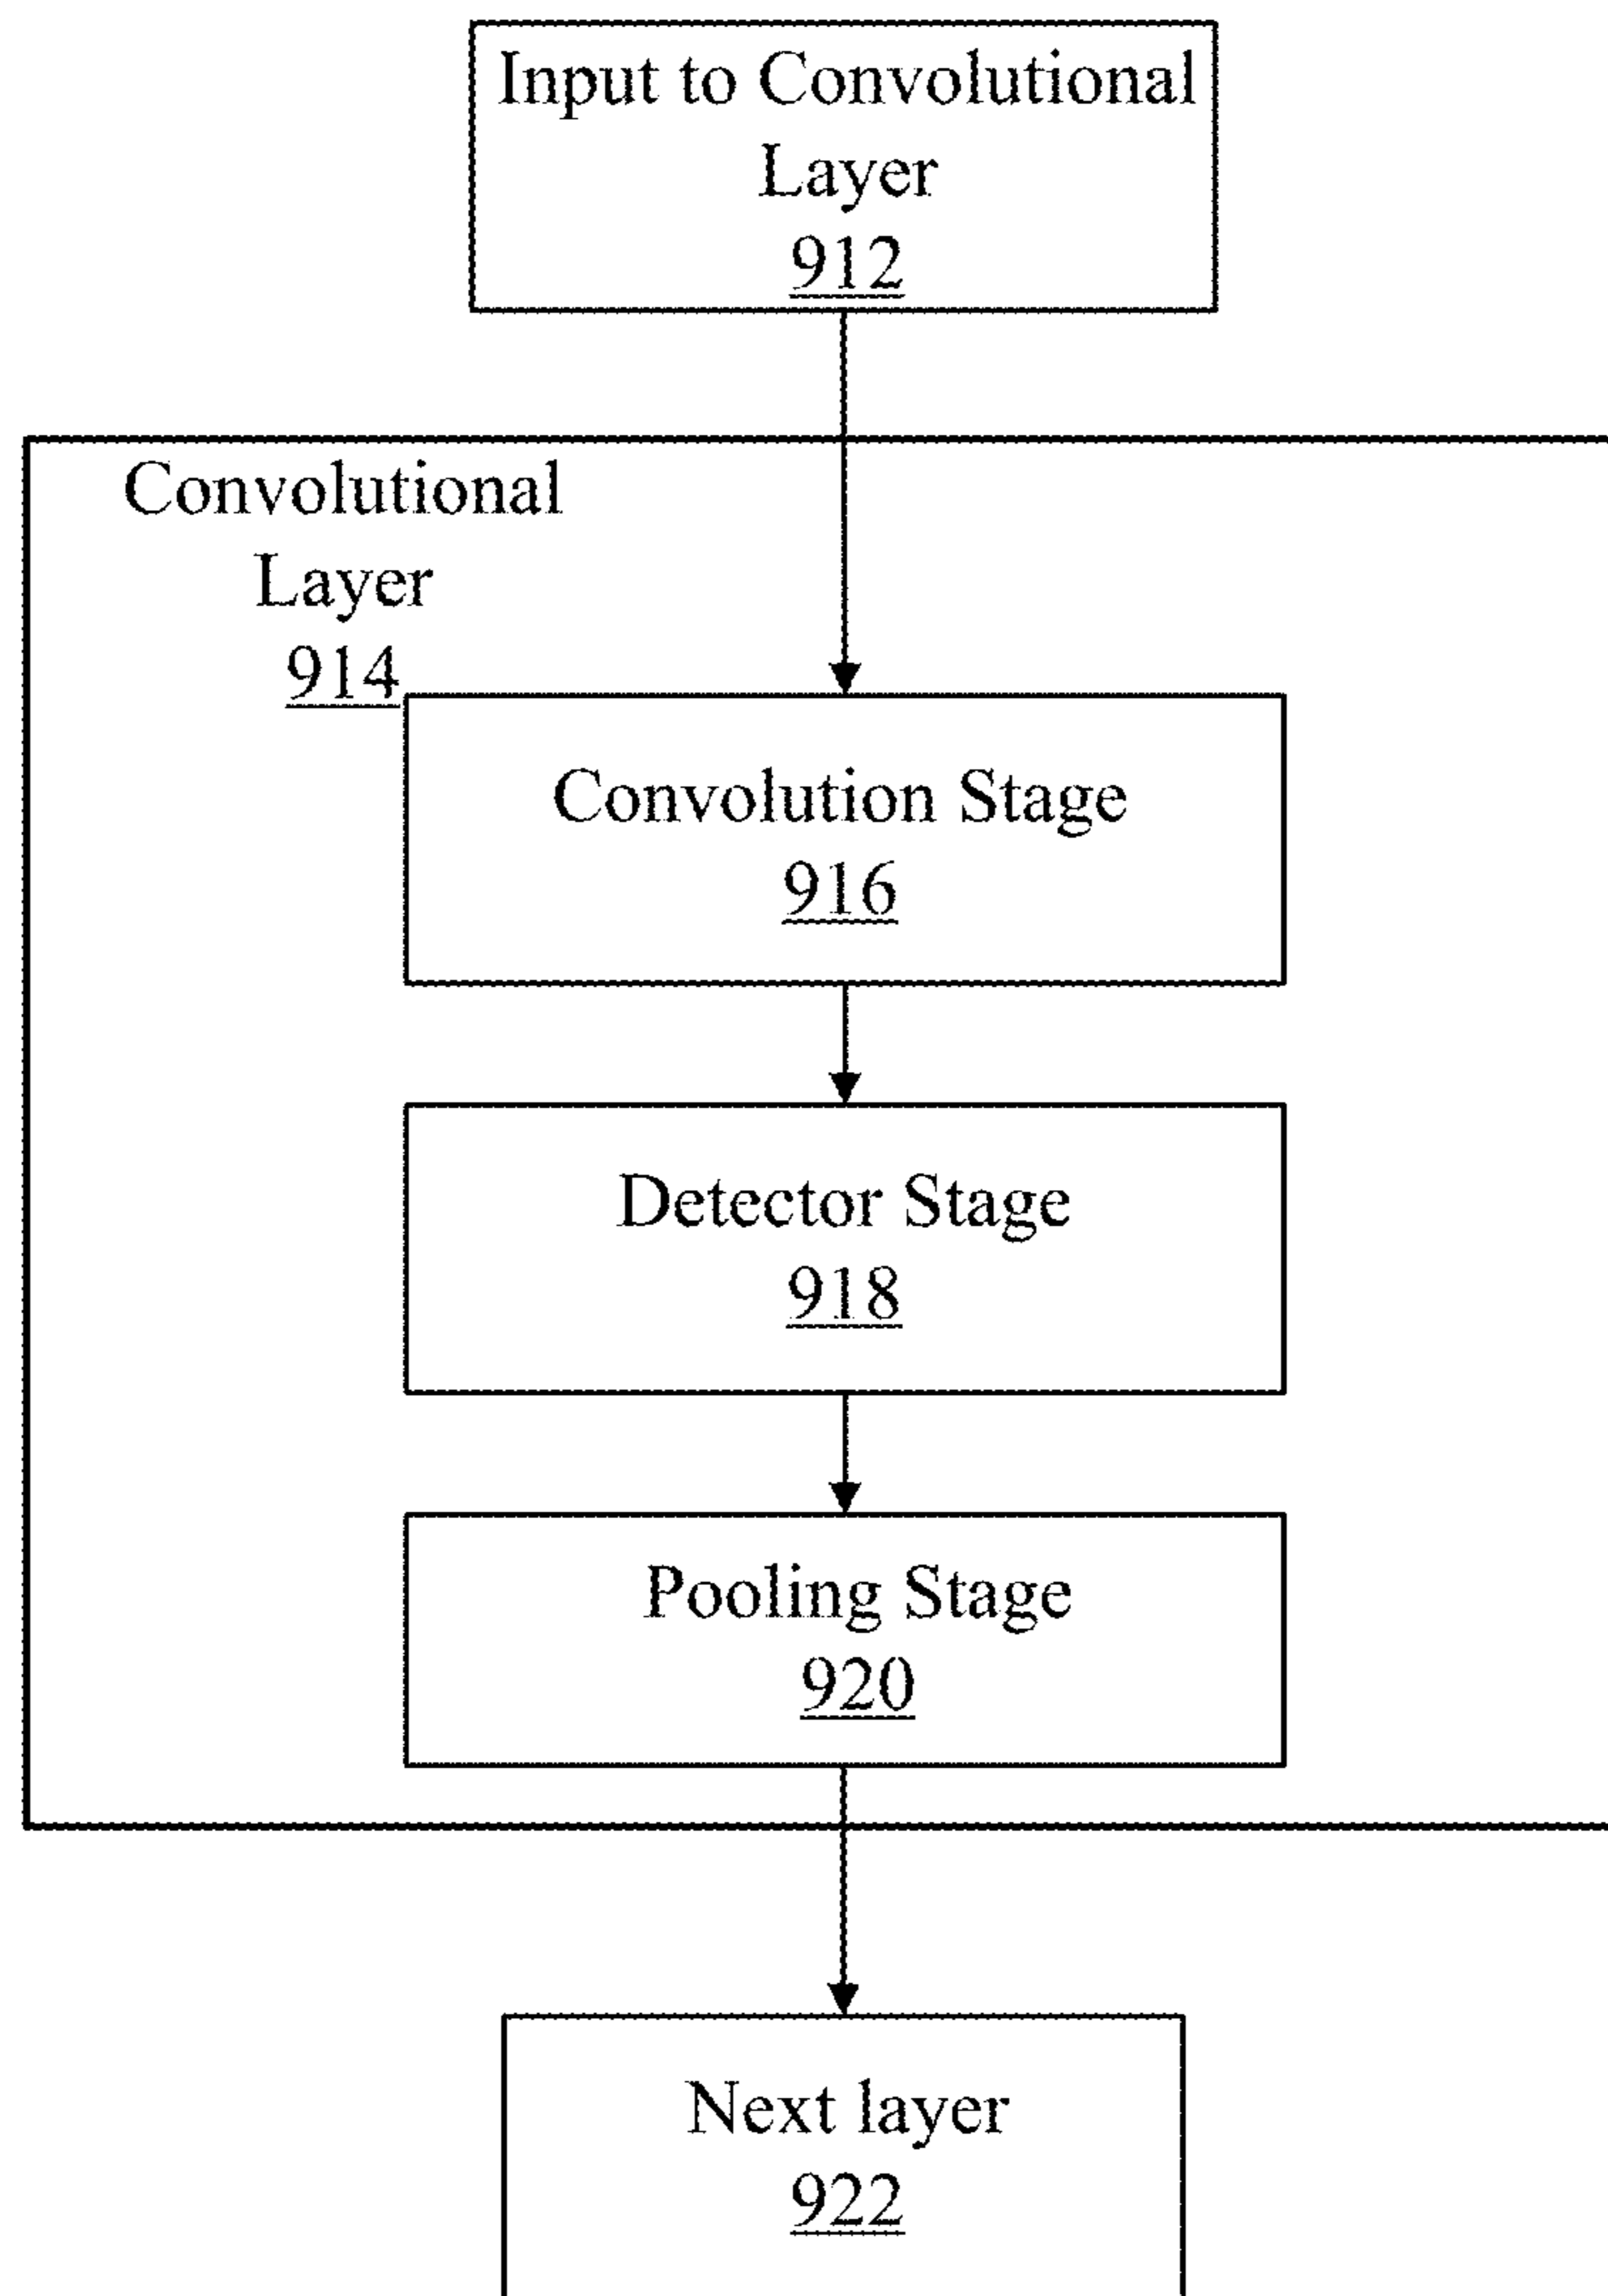 Input to Convolutional
Layer
912
Convolutional
Layer
914
Convolution Stage
916
Detector Stage
918
Pooling Stage
920
Next layer
922